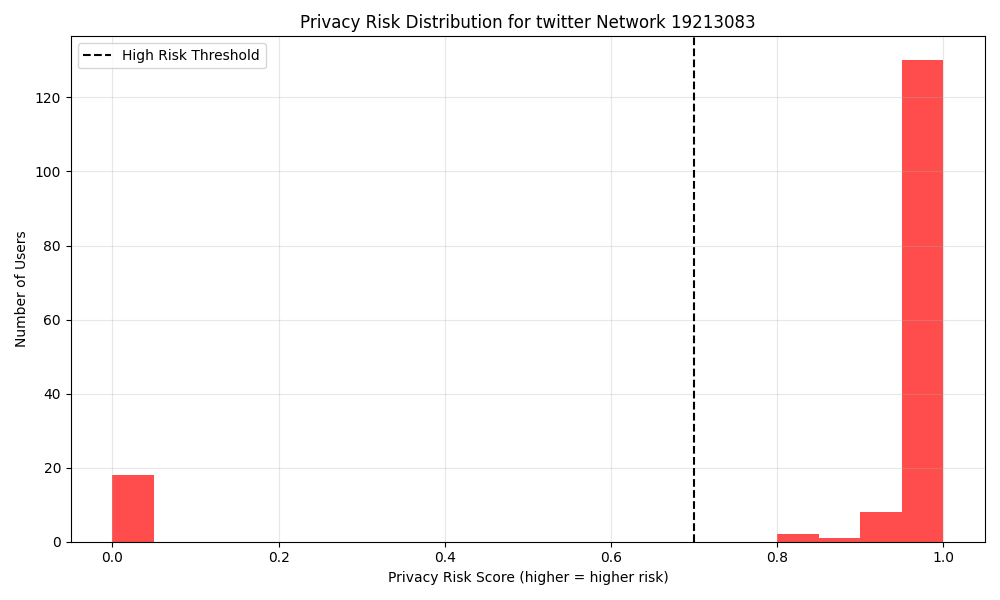 Privacy Risk Distribution for twitter Network 19213083
High Risk Threshold
120
100
80
60
40
20
0
Number of Users
0.0 0.2 0.4 0.6 0.8 1.0
Privacy Risk Score (higher = higher risk)